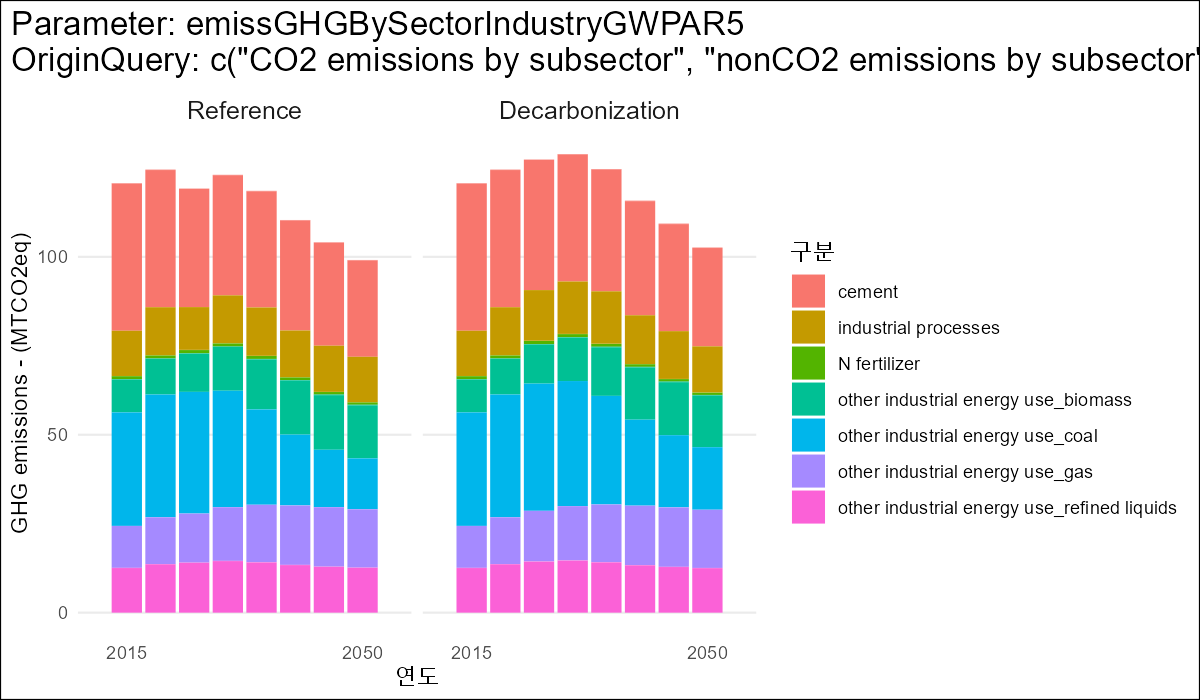 Parameter: emissGHGBySectorIndustryGWPAR5
OriginQuery: c("CO2 emissions by subsector", "nonCO2 emissions by subsector"
Reference
Decarbonization
GHG emissions - (MTCO2eq)
100
50
0
2015
2050
2015
2050
연도
구분
cement
industrial processes
N fertilizer
other industrial energy use_biomass
other industrial energy use_coal
other industrial energy use_gas
other industrial energy use_refined liquids